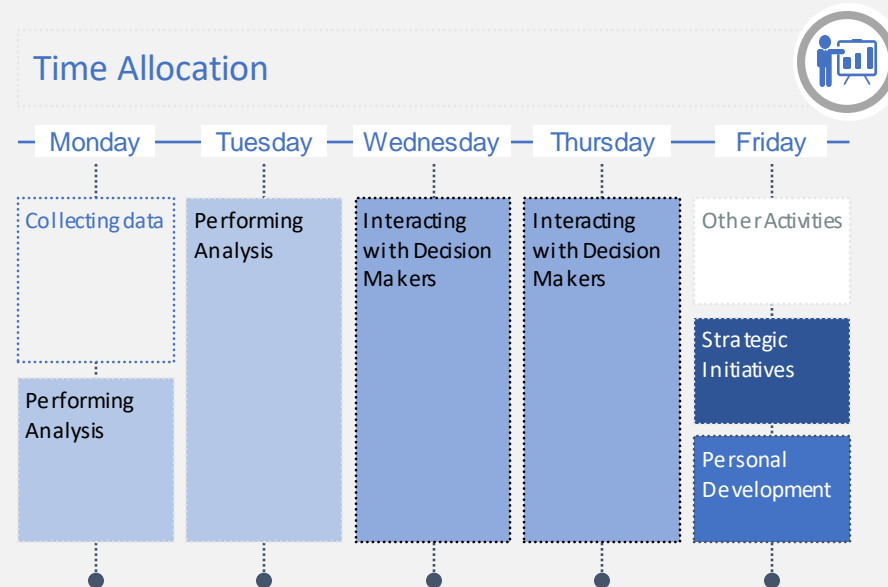 Time Allocation
Monday
Tuesday
Wednesday
Thursday
Friday
Collecting data
Performing
Analysis
Performing
Analysis
Interacting
with Decision
Makers
Interacting
with Decision
Makers
Other Activities
Strategic
Initiatives
Personal
Development